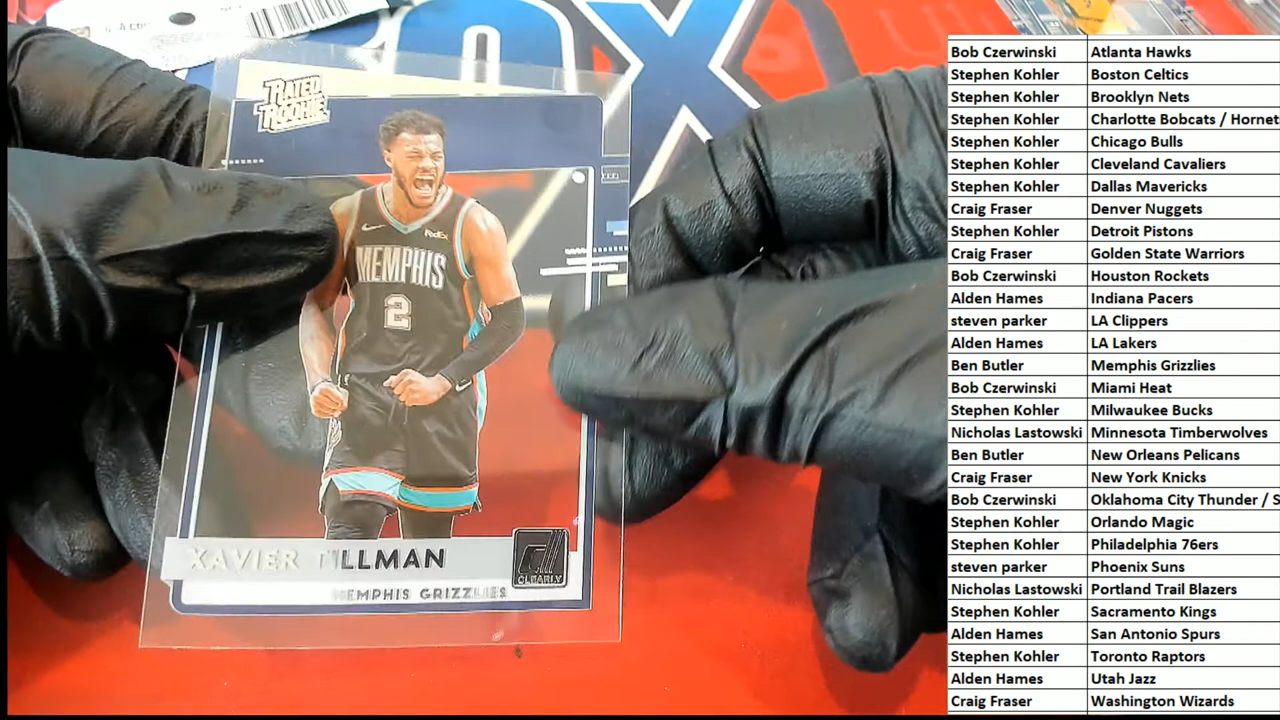 OX
RATED
ROOKIE
FedEx
MEMPHIS
2
XAVIER TILLMAN
CLEARLY
MEMPHIS GRIZZLIES
Bob Czerwinski Atlanta Hawks
Stephen Kohler Boston Celtics
Stephen Kohler Brooklyn Nets
Stephen Kohler Charlotte Bobcats / Hornet
Stephen Kohler Chicago Bulls
Stephen Kohler Cleveland Cavaliers
Stephen Kohler Dallas Mavericks
Craig Fraser Denver Nuggets
Stephen Kohler Detroit Pistons
Craig Fraser Golden State Warriors
Bob Czerwinski Houston Rockets
Alden Hames Indiana Pacers
steven parker LA Clippers
Alden Hames LA Lakers
Ben Butler Memphis Grizzlies
Bob Czerwinski Miami Heat
Stephen Kohler Milwaukee Bucks
Nicholas Lastowski Minnesota Timberwolves
Ben Butler New Orleans Pelicans
Craig Fraser New York Knicks
Bob Czerwinski Oklahoma City Thunder / S
Stephen Kohler Orlando Magic
Stephen Kohler Philadelphia 76ers
steven parker Phoenix Suns
Nicholas Lastowski Portland Trail Blazers
Stephen Kohler Sacramento Kings
Alden Hames San Antonio Spurs
Stephen Kohler Toronto Raptors
Alden Hames Utah Jazz
Craig Fraser Washington Wizards